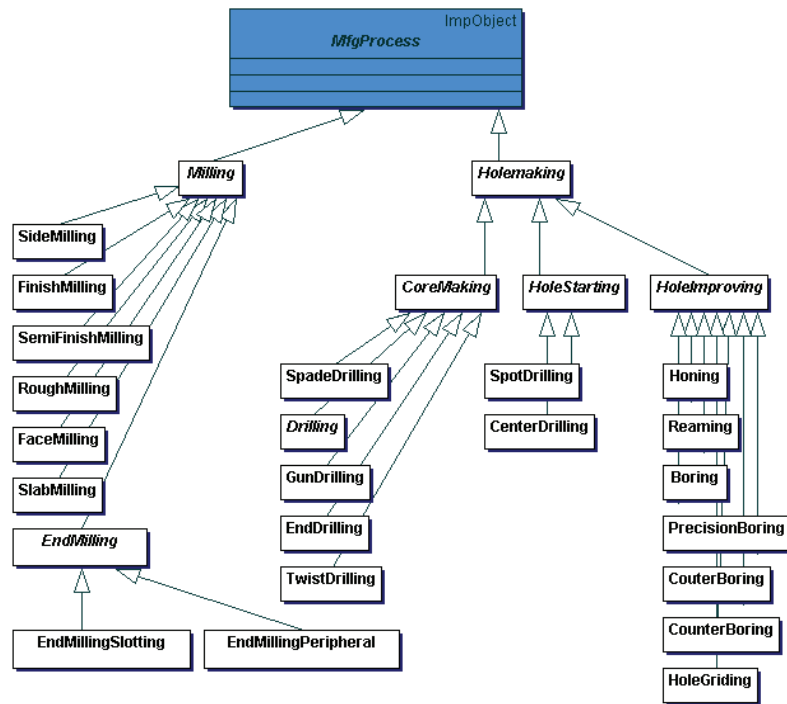 ImpObject
MfgProcess
Milling
Holemaking
SideMilling
FinishMilling
SemiFinishMilling
RoughMilling
FaceMilling
SlabMilling
EndMilling
EndMillingSlotting
EndMillingPeripheral
CoreMaking
HoleStarting
HoleImproving
SpadeDrilling
Drilling
GunDrilling
EndDrilling
TwistDrilling
SpotDrilling
CenterDrilling
Honing
Reaming
Boring
PrecisionBoring
CouterBoring
CounterBoring
HoleGriding